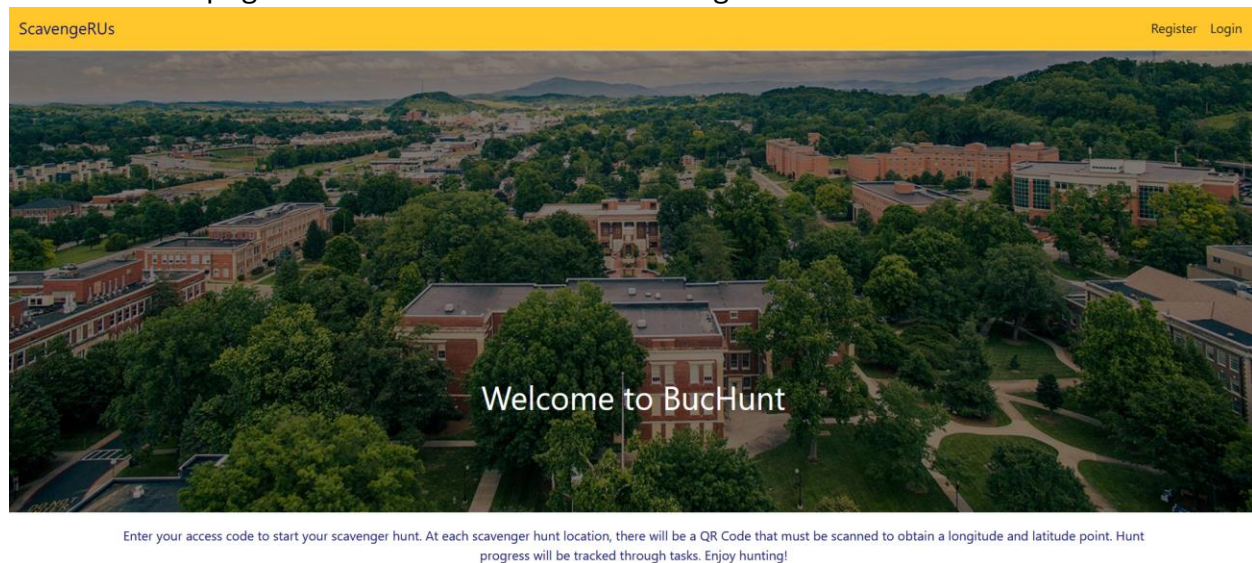 ScavengeRUs
Register Login
Welcome to BucHunt
Enter your access code to start your scavenger hunt. At each scavenger hunt location, there will be a QR Code that must be scanned to obtain a longitude and latitude point. Hunt
progress will be tracked through tasks. Enjoy hunting!